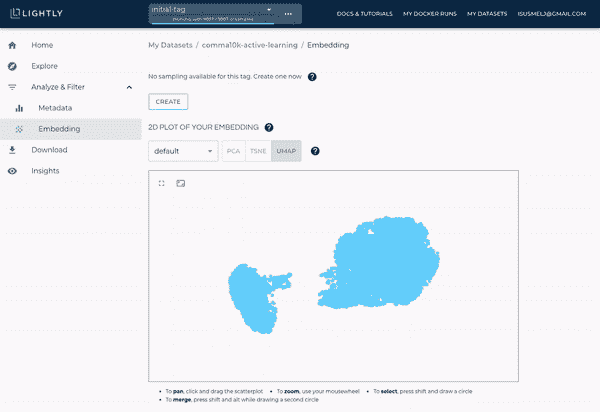 LIGHTLY
initial-tag
DOCS & TUTORIALS
MY DOCKER RUNS
MY DATASETS
ISUSMELJ@GMAIL.COM
Home
Explore
Analyze & Filter
Metadata
Embedding
Download
Insights
My Datasets / comma10k-active-learning / Embedding
No sampling available for this tag. Create one now
CREATE
2D PLOT OF YOUR EMBEDDING
default
PCA TSNE UMAP
• To pan, click and drag the scatterplot • To zoom, use your mousewheel • To select, press shift and draw a circle
• To merge, press shift and alt while drawing a second circle